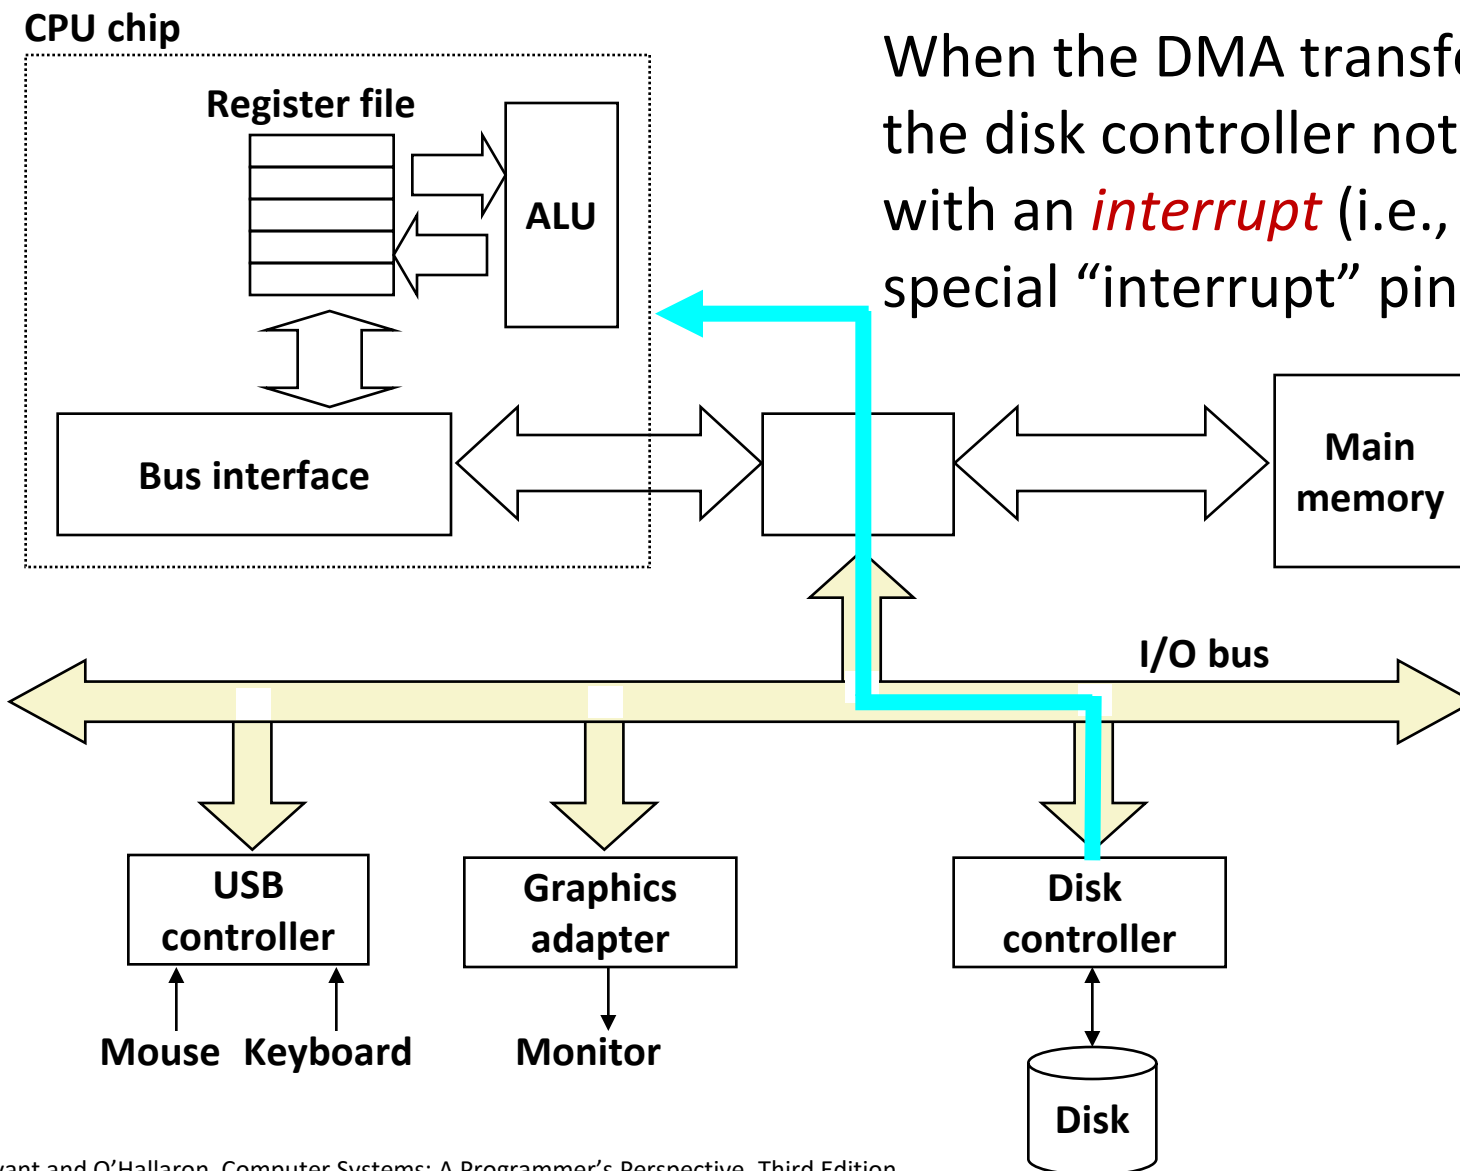 CPU chip
When the DMA transf
the disk controller not
with an interrupt (i.e.,
special “interrupt” pin
Register file
ALU
Bus interface
Main
memory
I/O bus
USB
controller
Graphics
adapter
Disk
controller
Mouse Keyboard
Monitor
Disk
and O'Hallaron, Computer Systems: A Programmer's Perspective, Third Edition